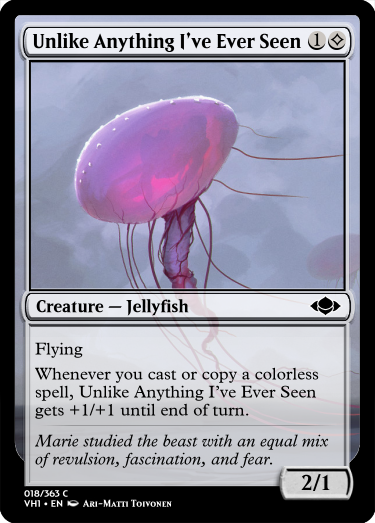 Unlike Anything I've Ever Seen 1
Creature — Jellyfish
Flying
Whenever you cast or copy a colorless
spell, Unlike Anything I've Ever Seen
gets +1/+1 until end of turn.
Marie studied the beast with an equal mix
of revulsion, fascination, and fear.
2/1
018/363 C
VH1 • EN Ari-Matti Toivonen